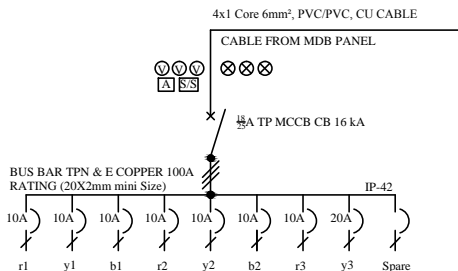 4x1 Core 6mm², PVC/PVC, CU CABLE
CABLE FROM MDB PANEL
V V V
A S/S
18/25A TP MCCB CB 16 kA
BUS BAR TPN & E COPPER 100A
RATING (20X2mm mini Size)
IP-42
10A 10A 10A 10A 10A 10A 10A 20A
r1 y1 b1 r2 y2 b2 r3 y3 Spare